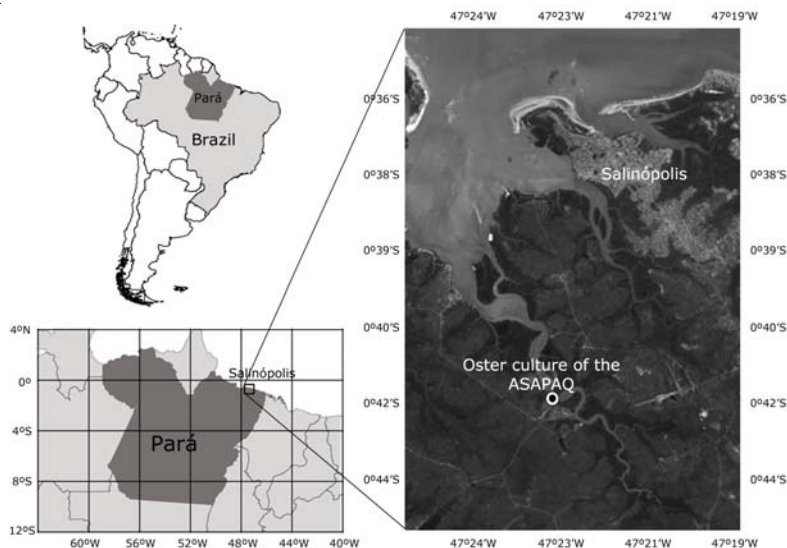 Pará
Brazil
4ºN
0º
4ºS
8ºS
12ºS
60ºW
56ºW
52ºW
48ºW
44ºW
40ºW
Salinópolis
Pará
47º24'W
47º23'W
47º21'W
47º19'W
0º36'S
0º38'S
0º39'S
0º40'S
0º42'S
0º44'S
Salinópolis
Oster culture of the
ASAPAQ
0º36'S
0º38'S
0º39'S
0º40'S
0º42'S
0º44'S
47º24'W
47º23'W
47º21'W
47º19'W